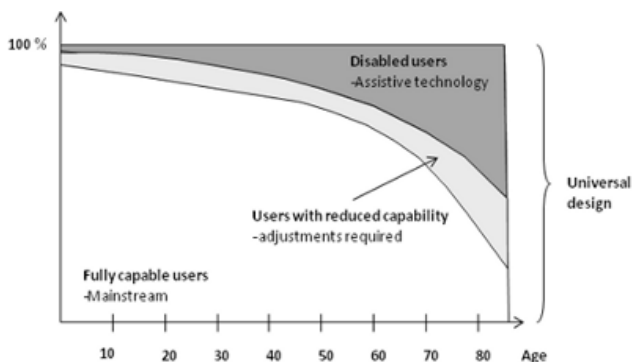 100 %
Disabled users
-Assistive technology
Universal
design
Users with reduced capability
-adjustments required
Fully capable users
-Mainstream
10 20 30 40 50 60 70 80 Age